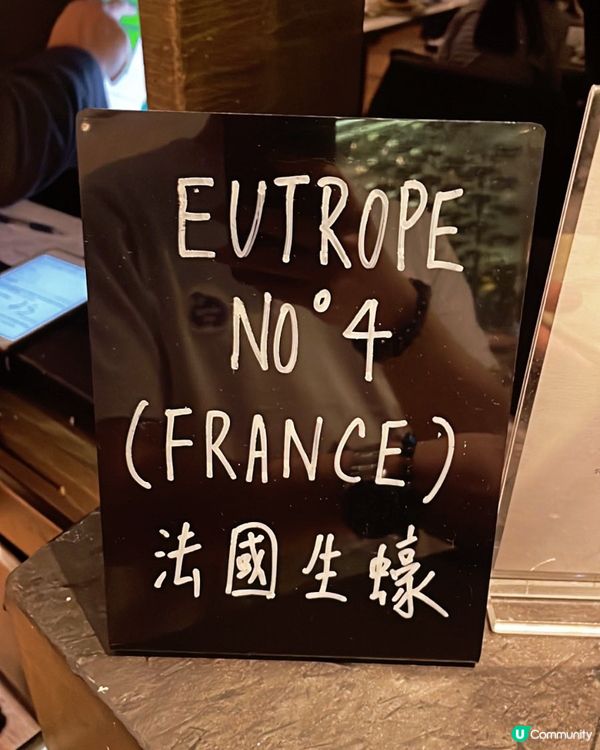 EUTROPE
NO°4
(FRANCE)
法國生蠔
U Community